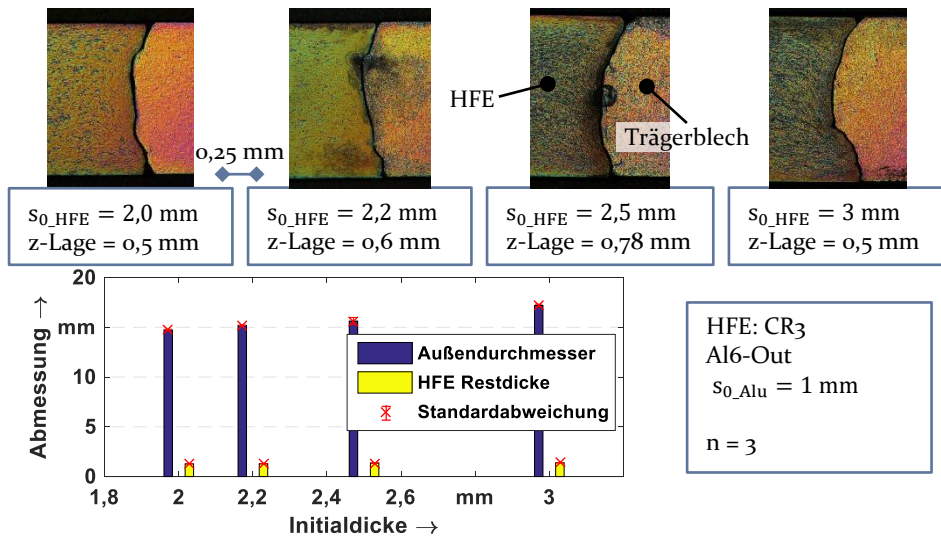 HFE
Trägerblech
0,25 mm
s0_HFE = 2,0 mm
z-Lage = 0,5 mm
s0_HFE = 2,2 mm
z-Lage = 0,6 mm
s0_HFE = 2,5 mm
z-Lage = 0,78 mm
s0_HFE = 3 mm
z-Lage = 0,5 mm
Abmessung →
20
mm
10
5
0
Außendurchmesser
HFE Restdicke
Standardabweichung
1,8
2
2,2
2,4
2,6
mm
3
Initialdicke →
HFE: CR3
Al6-Out
s0_Alu = 1 mm
n = 3